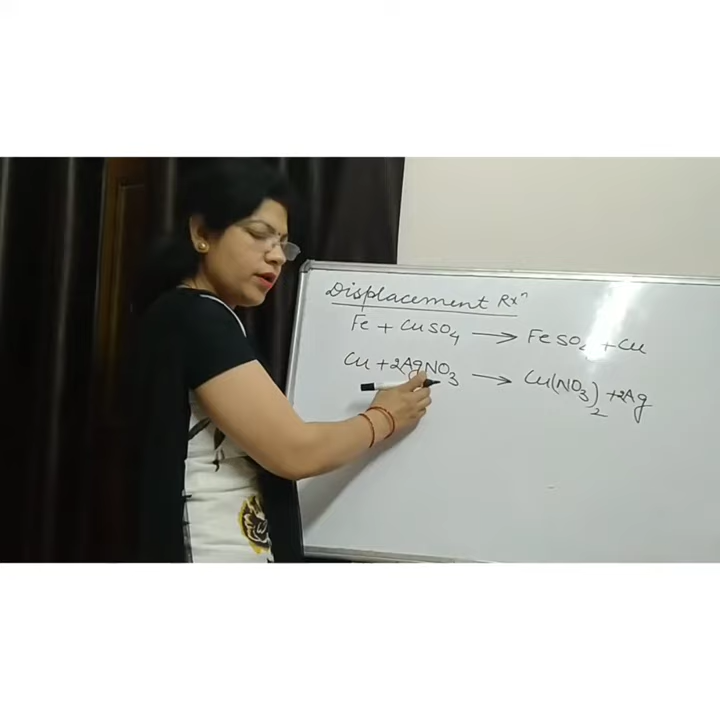 Displacement Rxⁿ
Fe + CuSO₄ → FeSO₄ + Cu
Cu + 2AgNO₃ → Cu(NO₃)₂ + 2Ag